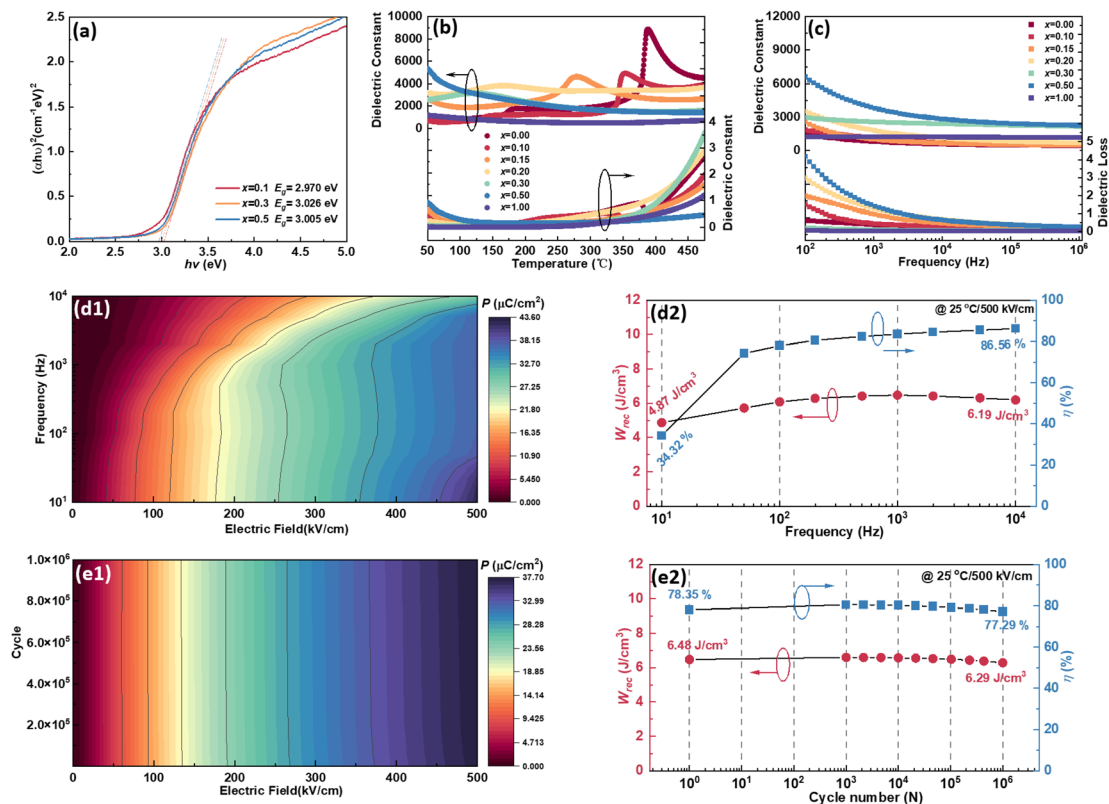 (a)
2.5
2.0
1.5
1.0
0.5
0.0
(αhυ)²(cm⁻¹eV)²
x=0.1 Eg= 2.970 eV
x=0.3 Eg= 3.026 eV
x=0.5 Eg= 3.005 eV
2.0 2.5 3.0 3.5 4.0 4.5 5.0
hv (eV)
(b)
10000
8000
6000
4000
2000
0
Dielectric Constant
4
3
2
1
0
Dielectric Constant
x=0.00
x=0.10
x=0.15
x=0.20
x=0.30
x=0.50
x=1.00
50 100 150 200 250 300 350 400 450
Temperature (℃)
(c)
12000
9000
6000
3000
0
Dielectric Constant
x=0.00
x=0.10
x=0.15
x=0.20
x=0.30
x=0.50
x=1.00
5
4
3
2
1
0
Dielectric Loss
10² 10³ 10⁴ 10⁵ 10⁶
Frequency (Hz)
(d1)
10⁴
10³
10²
10¹
Frequency (Hz)
0 100 200 300 400 500
Electric Field(kV/cm)
P (μC/cm²)
43.60
38.15
32.70
27.25
21.80
16.35
10.90
5.450
0.000
(d2)
@ 25 °C/500 kV/cm
12
10
8
6
4
2
0
Wrec (J/cm³)
100
80
60
40
20
0
η (%)
86.56 %
4.87 J/cm³
34.32 %
6.19 J/cm³
10¹ 10² 10³ 10⁴
Frequency (Hz)
(e1)
1.0×10⁶
8.0×10⁵
6.0×10⁵
4.0×10⁵
2.0×10⁵
Cycle
0 100 200 300 400 500
Electric Field(kV/cm)
P (μC/cm²)
37.70
32.99
28.27
23.56
18.85
14.14
9.425
4.713
0.000
(e2)
@ 25 °C/500 kV/cm
12
10
8
6
4
2
0
Wrec (J/cm³)
100
80
60
40
20
0
η (%)
78.35 %
77.29 %
6.48 J/cm³
6.29 J/cm³
10⁰ 10¹ 10² 10³ 10⁴ 10⁵ 10⁶
Cycle number (N)